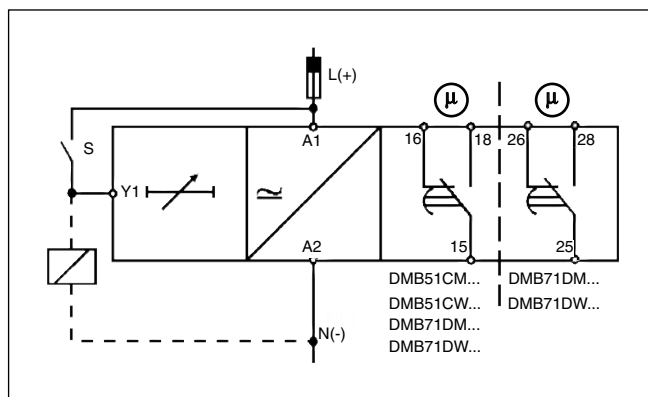 L(+)
μ
μ
S
A1
16
18
26
28
Y1
A2
15
25
N(-)
DMB51CM...
DMB51CW...
DMB71DM...
DMB71DW...
DMB71DM...
DMB71DW...